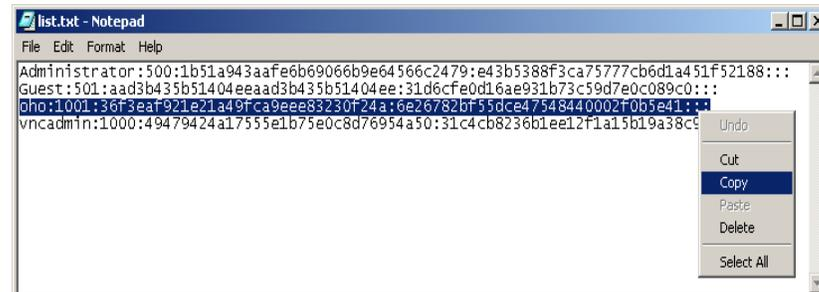 list.txt - Notepad
File Edit Format Help
Administrator:500:1b51a943aafe6b69066b9e64566c2479:e43b5388f3ca75777cb6d1a451f52188:::
Guest:501:aad3b435b51404eeaad3b435b51404ee:31d6cfe0d16ae931b73c59d7e0c089c0:::
oho:1001:36f3eaf921e21a49fca9eee83230f24a:6e26782bf55dce47548440002f0b5e41:::
vncadmin:1000:49479424a17555e1b75e0c8d76954a50:31c4cb8236b1ee12f1a15b19a38c9
Undo
Cut
Copy
Paste
Delete
Select All